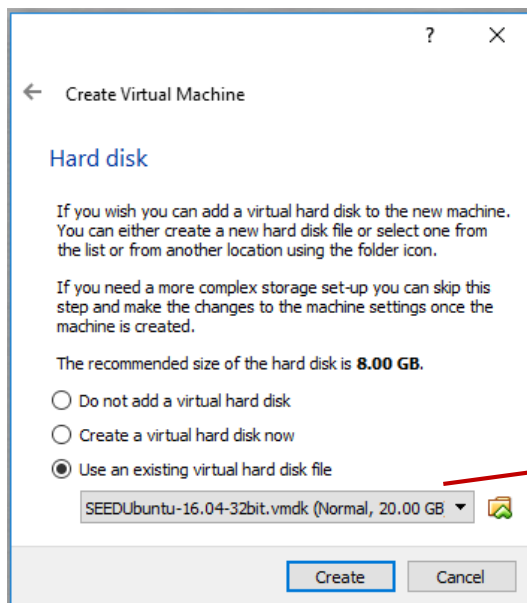 ?
Create Virtual Machine
Hard disk
If you wish you can add a virtual hard disk to the new machine.
You can either create a new hard disk file or select one from
the list or from another location using the folder icon.
If you need a more complex storage set-up you can skip this
step and make the changes to the machine settings once the
machine is created.
The recommended size of the hard disk is 8.00 GB.
Do not add a virtual hard disk
Create a virtual hard disk now
Use an existing virtual hard disk file
SEEDUbuntu-16.04-32bit.vmdk (Normal, 20.00 GB
Create Cancel